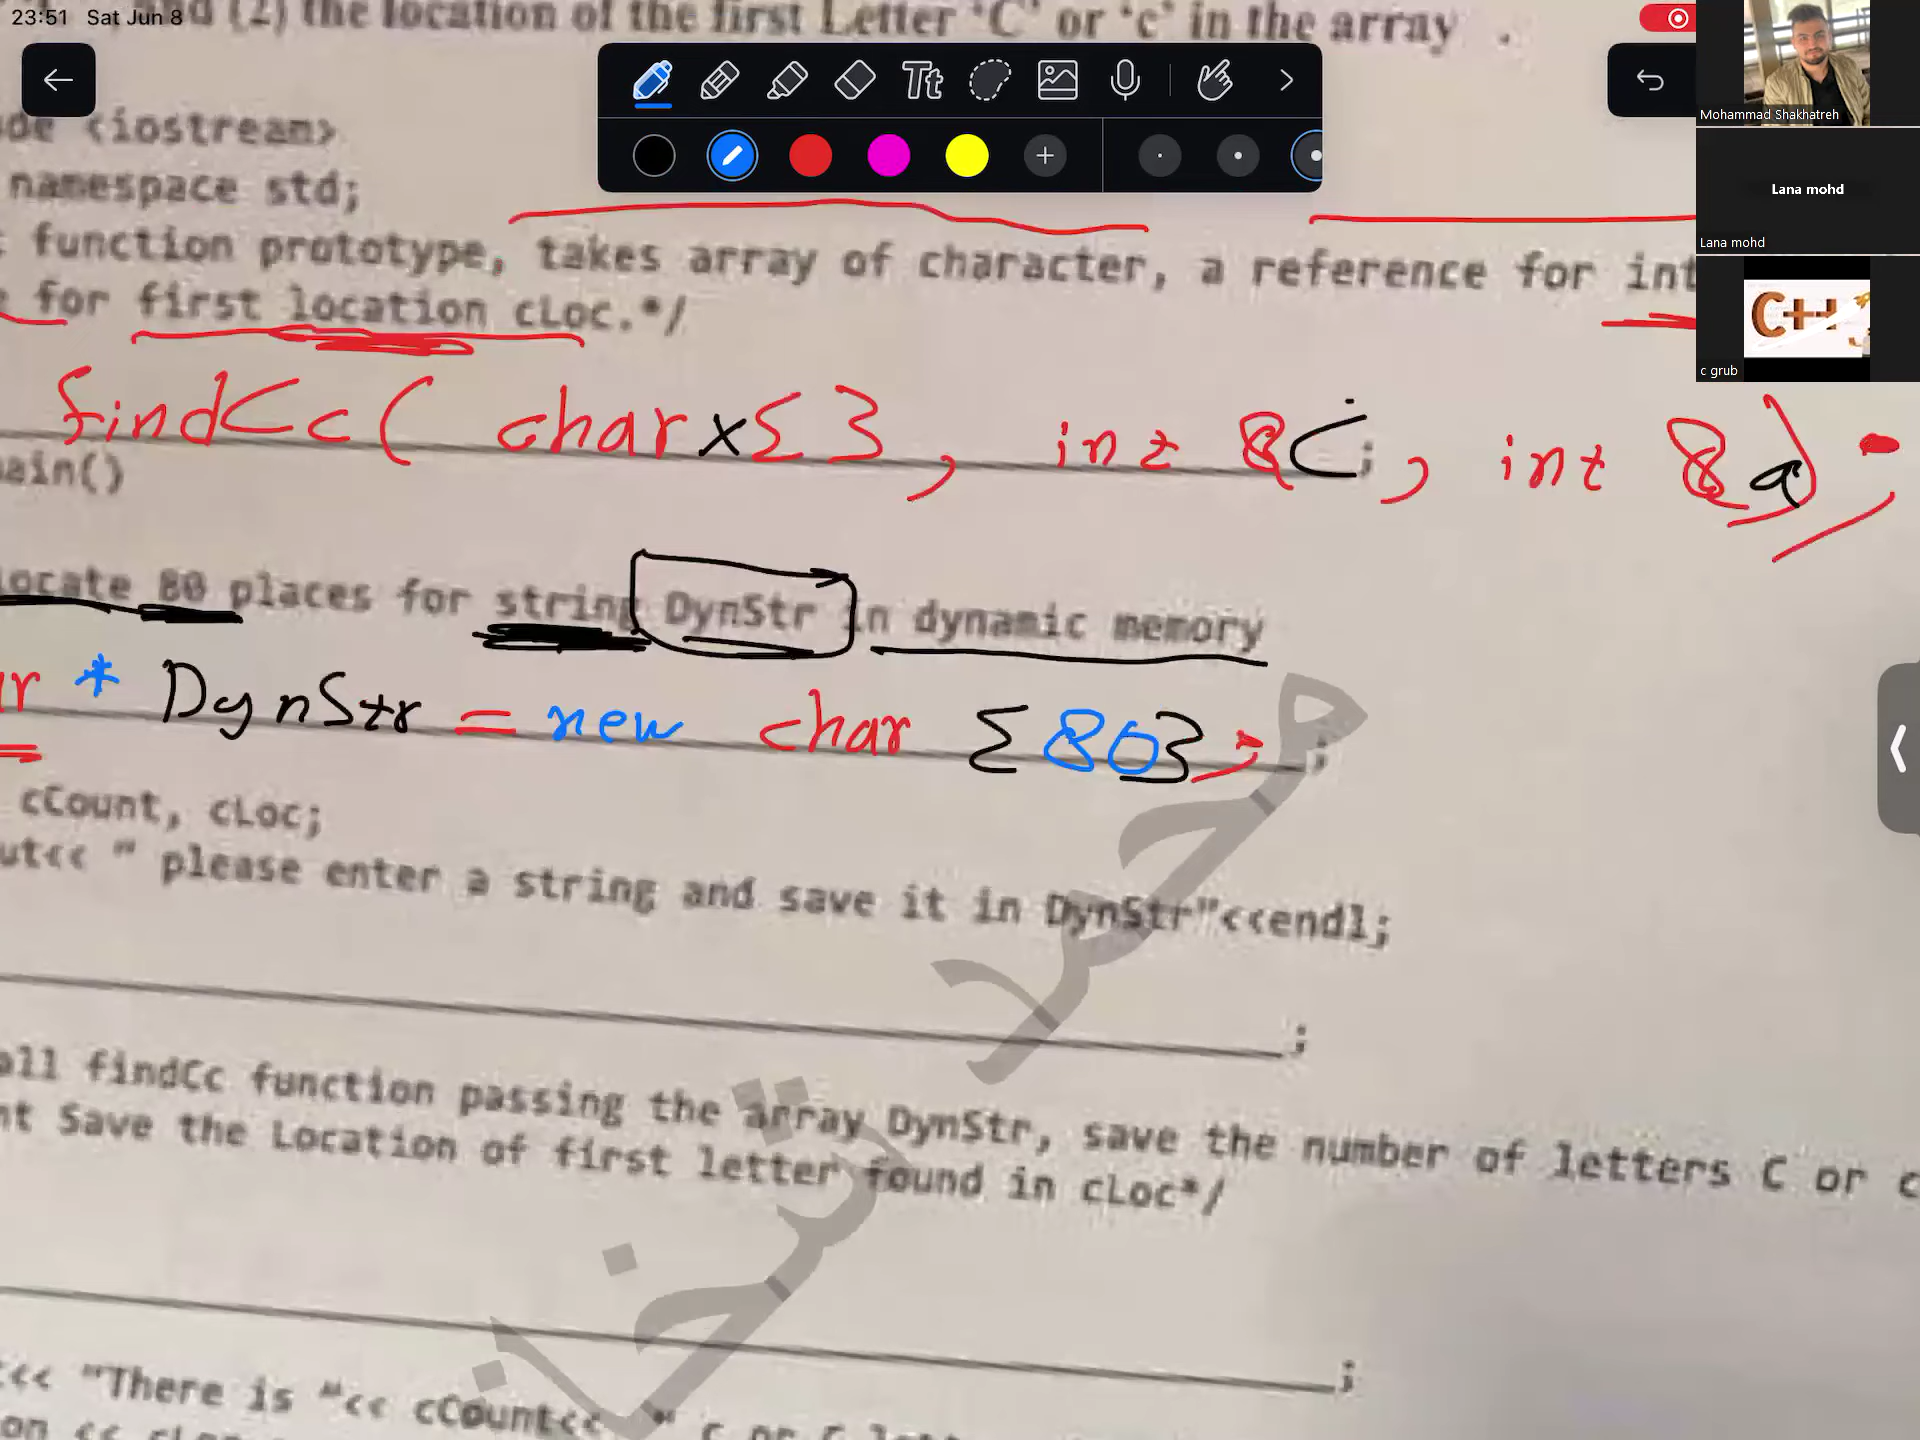 23:51 Sat Jun 8
(2) the location of the first Letter 'C' or 'c' in the array .
Tt
Mohammad Shakhatreh
Lana mohd
Lana mohd
C++
c grub
de <iostream>
namespace std;
function prototype, takes array of character, a reference for int
for first location cLoc.*/
findCc( char x[ ] , int &C , int &a) ;
ain()
ocate 80 places for string DynStr in dynamic memory
r * DynStr = new char [80] ;
cCount, cLoc;
ut<< " please enter a string and save it in DynStr"<<endl;
;
all findCc function passing the array DynStr, save the number of letters C or c
nt Save the Location of first letter found in cLoc*/
;
<< "There is "<< cCount<< " c or C
on <<
محمد